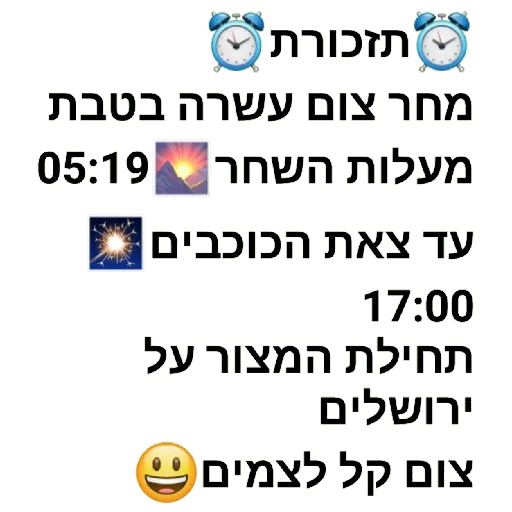 ⏰תזכורת⏰
מחר צום עשרה בטבת
מעלות השחר🌄05:19
עד צאת הכוכבים🎇
17:00
תחילת המצור על
ירושלים
צום קל לצמים😃